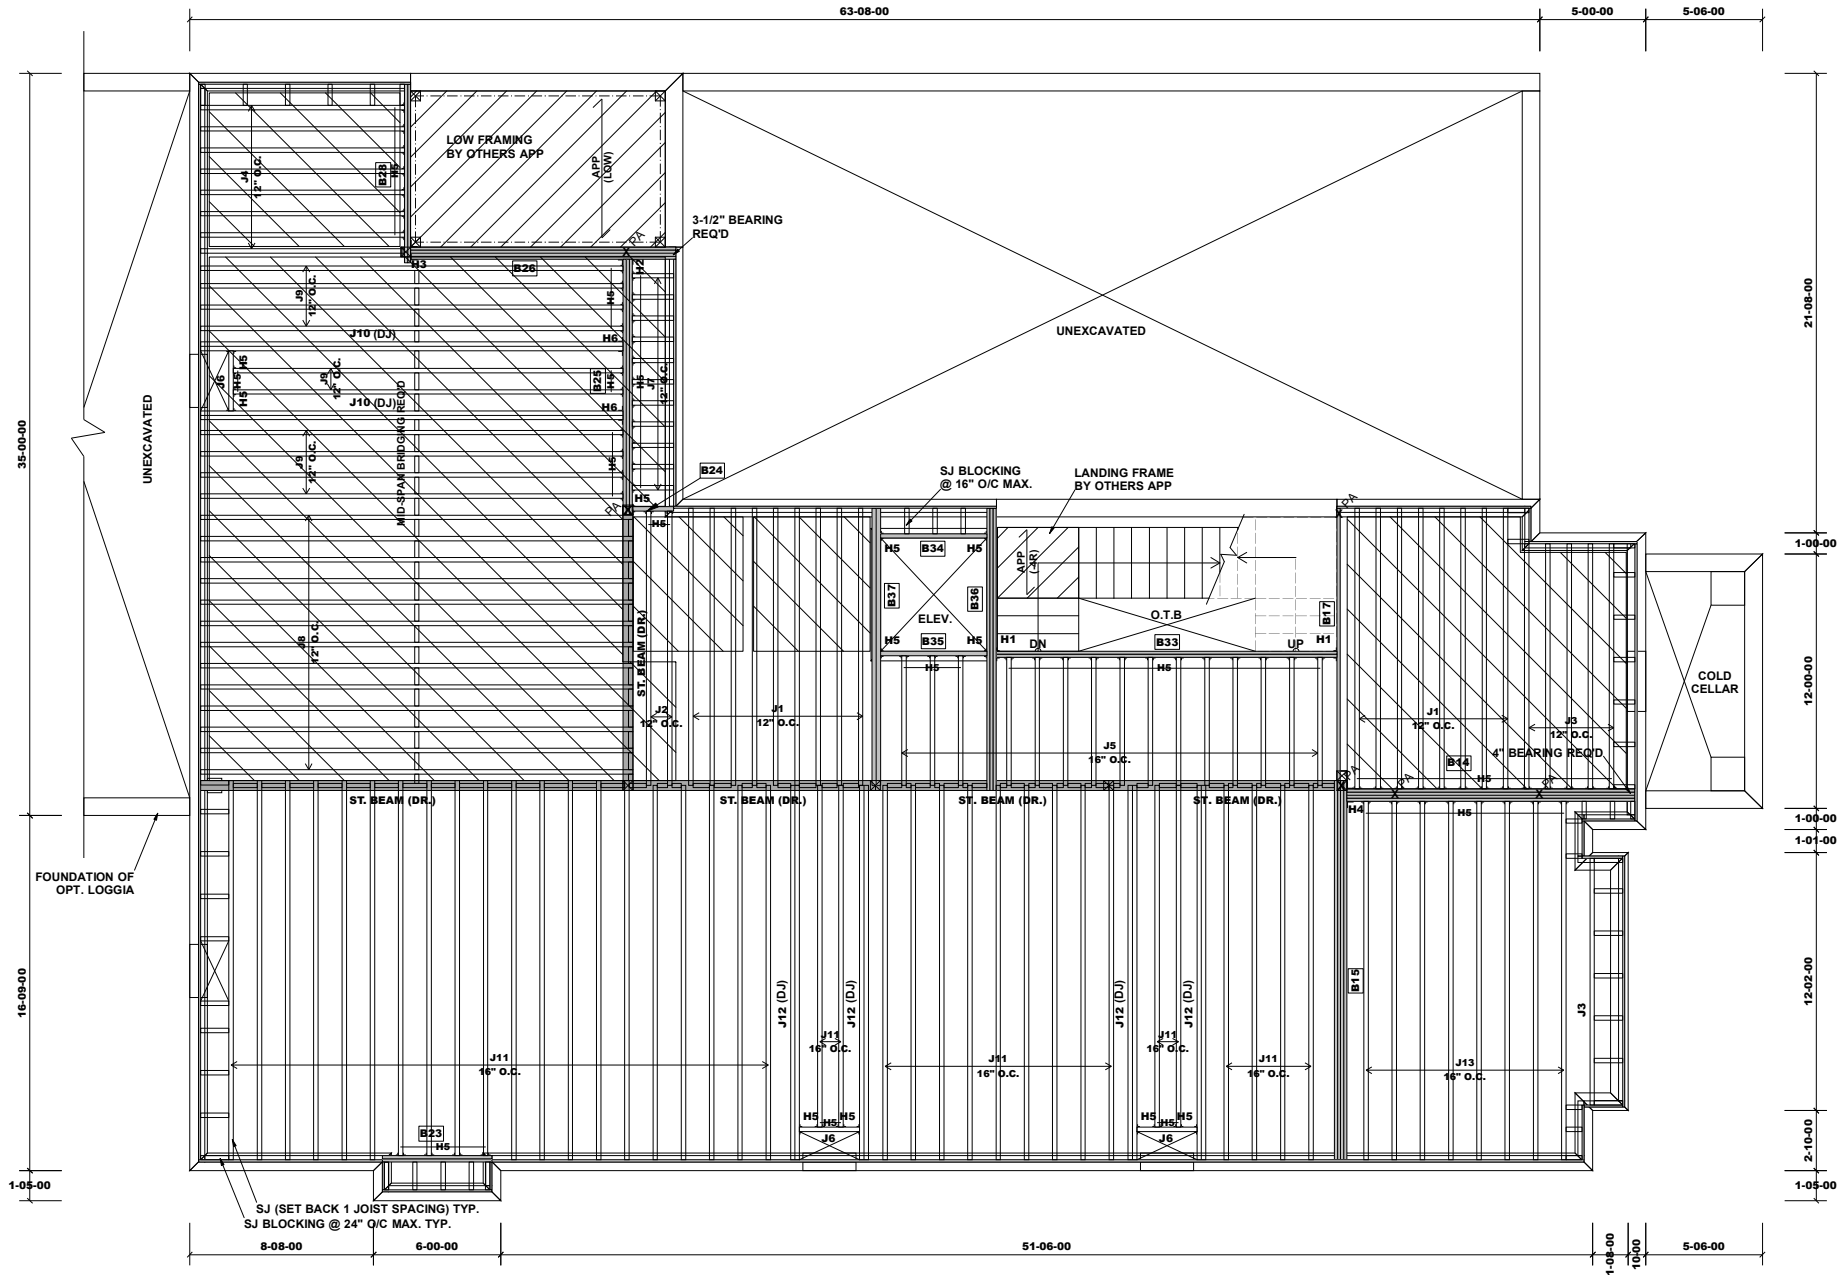 63-08-00
5-00-00
5-06-00
35-00-00
16-09-00
1-05-00
21-08-00
1-00-00
12-00-00
1-00-00
1-01-00
12-02-00
2-10-00
1-05-00
LOW FRAMING
BY OTHERS APP
APP
(LOW)
J4
12" O.C.
B28
H5
3-1/2" BEARING
REQ'D
PA
H3
B26
H2
J9
12" O.C.
H5
J10 (DJ)
H6
UNEXCAVATED
J6
H5
H5
H5
J9
12" O.C.
B25
H5
H5
J7
12" O.C.
J10 (DJ)
H6
UNEXCAVATED
MID-SPAN BRIDGING REQ'D
J9
12" O.C.
H5
B24
SJ BLOCKING
@ 16" O/C MAX.
LANDING FRAME
BY OTHERS APP
PA
H5
H5
PA
H5
B34
H5
APP
(-4R)
B37
B36
ELEV.
O.T.B
B17
J8
12" O.C.
ST. BEAM (DR.)
H5
B35
H5
H1
DN
B33
UP
H1
H5
H5
COLD
CELLAR
J2
12" O.C.
J1
12" O.C.
J5
16" O.C.
J1
12" O.C.
J3
12" O.C.
4" BEARING REQ'D
B14
H5
PA
PA
PA
ST. BEAM (DR.)
ST. BEAM (DR.)
ST. BEAM (DR.)
ST. BEAM (DR.)
H4
H5
FOUNDATION OF
OPT. LOGGIA
J12 (DJ)
J12 (DJ)
J12 (DJ)
J12 (DJ)
B15
J3
J11
16" O.C.
J11
16" O.C.
J11
16" O.C.
J11
16" O.C.
J11
16" O.C.
J13
16" O.C.
B23
H5
H5
H5
H5
J6
H5
H5
H5
J6
SJ (SET BACK 1 JOIST SPACING) TYP.
SJ BLOCKING @ 24" O/C MAX. TYP.
8-08-00
6-00-00
51-06-00
1-08-00
10-00
5-06-00